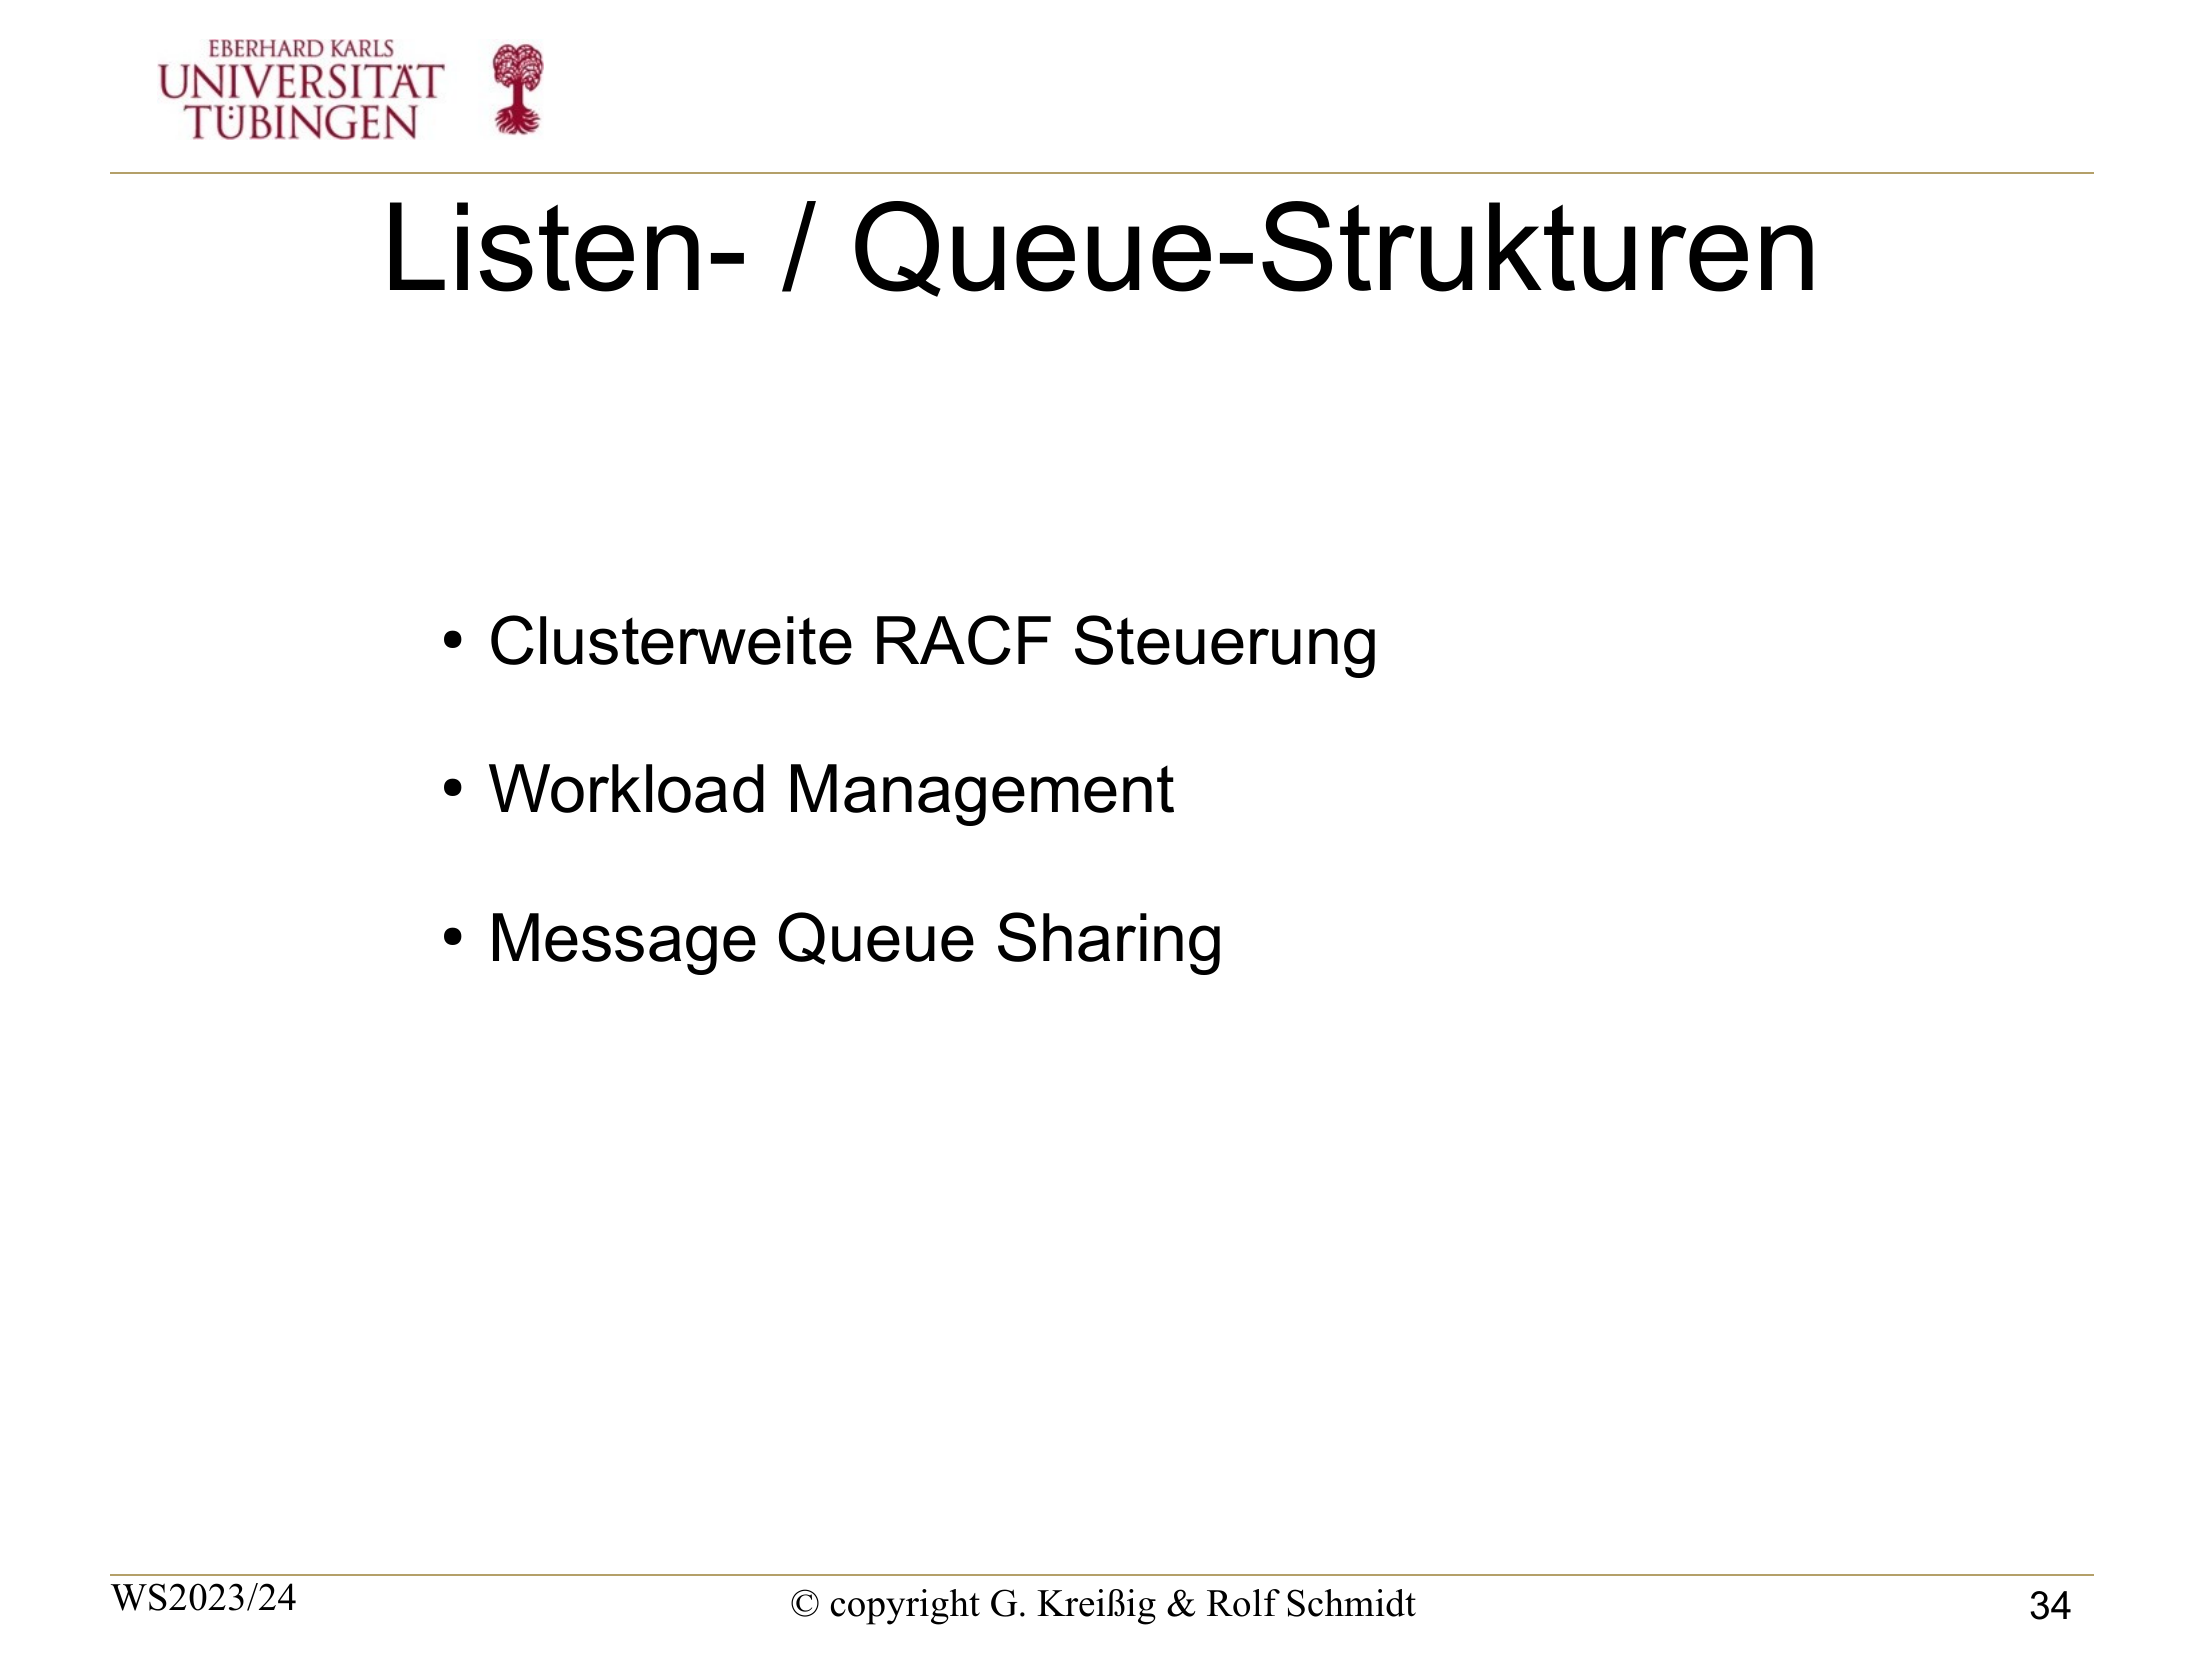 EBERHARD KARLS
UNIVERSITÄT
TÜBINGEN
Listen- / Queue-Strukturen
• Clusterweite RACF Steuerung
• Workload Management
• Message Queue Sharing
WS2023/24
© copyright G. Kreißig & Rolf Schmidt
34